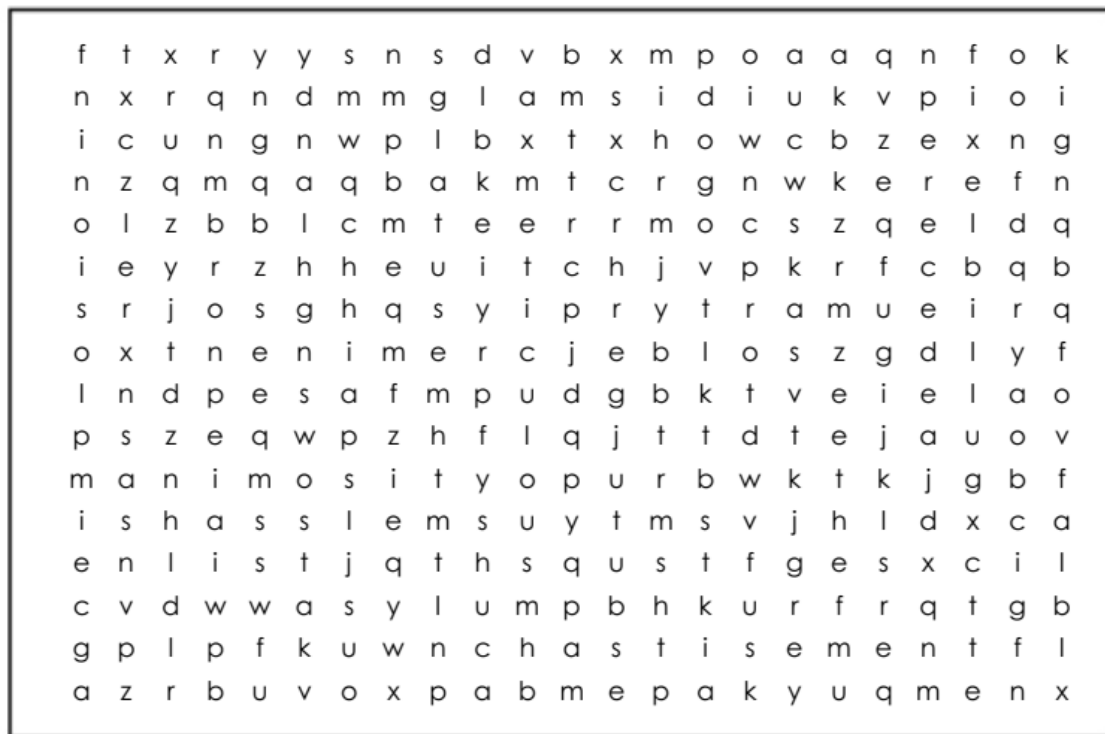 f t x r y y s n s d v b x m p o a a q n f o k
n x r q n d m m g l a m s i d i u k v p i o i
i c u n g n w p l b x t x h o w c b z e x n g
n z q m q a q b a k m t c r g n w k e r e f n
o l z b b l c m t e e r r m o c s z q e l d q
i e y r z h h e u i t c h j v p k r f c b q b
s r j o s g h q s y i p r y t r a m u e i r q
o x t n e n i m e r c j e b l o s z g d l y f
l n d p e s a f m p u d g b k t v e i e l a o
p s z e q w p z h f l q j t t d t e j a u o v
m a n i m o s i t y o p u r b w k t k j g b f
i s h a s s l e m s u y t m s v j h l d x c a
e n l i s t j q t h s q u s t f g e s x c i l
c v d w w a s y l u m p b h k u r f r q t g b
g p l p f k u w n c h a s t i s e m e n t f l
a z r b u v o x p a b m e p a k y u q m e n x